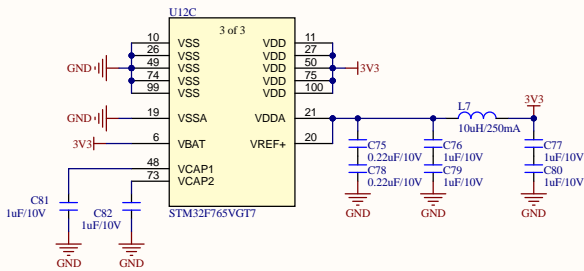 U12C
3 of 3
10 VSS VDD 11
26 VSS VDD 27
GND 49 VSS VDD 50 3V3
74 VSS VDD 75
99 VSS VDD 100
GND 19 VSSA VDDA 21 L7 3V3
10uH/250mA
3V3 6 VBAT VREF+ 20
C75 C76 C77
0.22uF/10V 1uF/10V 1uF/10V
48 VCAP1
C78 C79 C80
73 VCAP2
0.22uF/10V 1uF/10V 1uF/10V
C81 C82
1uF/10V 1uF/10V
STM32F765VGT7
GND GND GND
GND GND